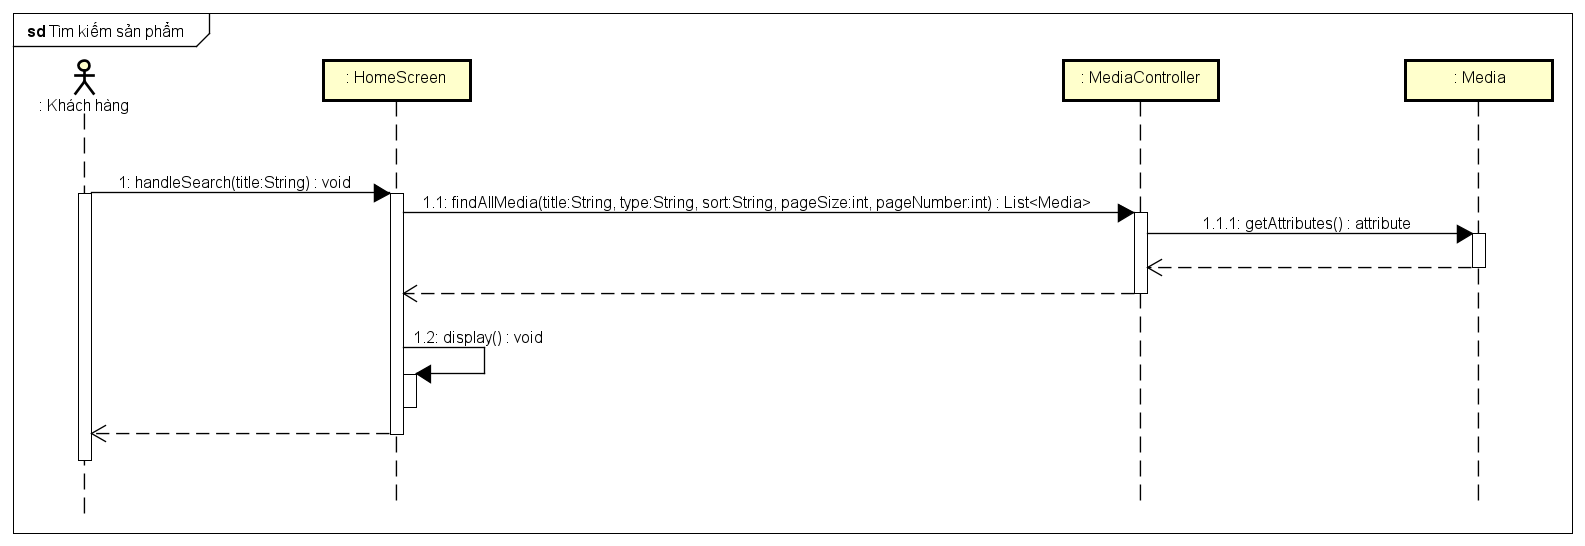 sd Tìm kiếm sản phẩm
: Khách hàng
: HomeScreen
: MediaController
: Media
1: handleSearch(title:String) : void
1.1: findAllMedia(title:String, type:String, sort:String, pageSize:int, pageNumber:int) : List<Media>
1.1.1: getAttributes() : attribute
1.2: display() : void